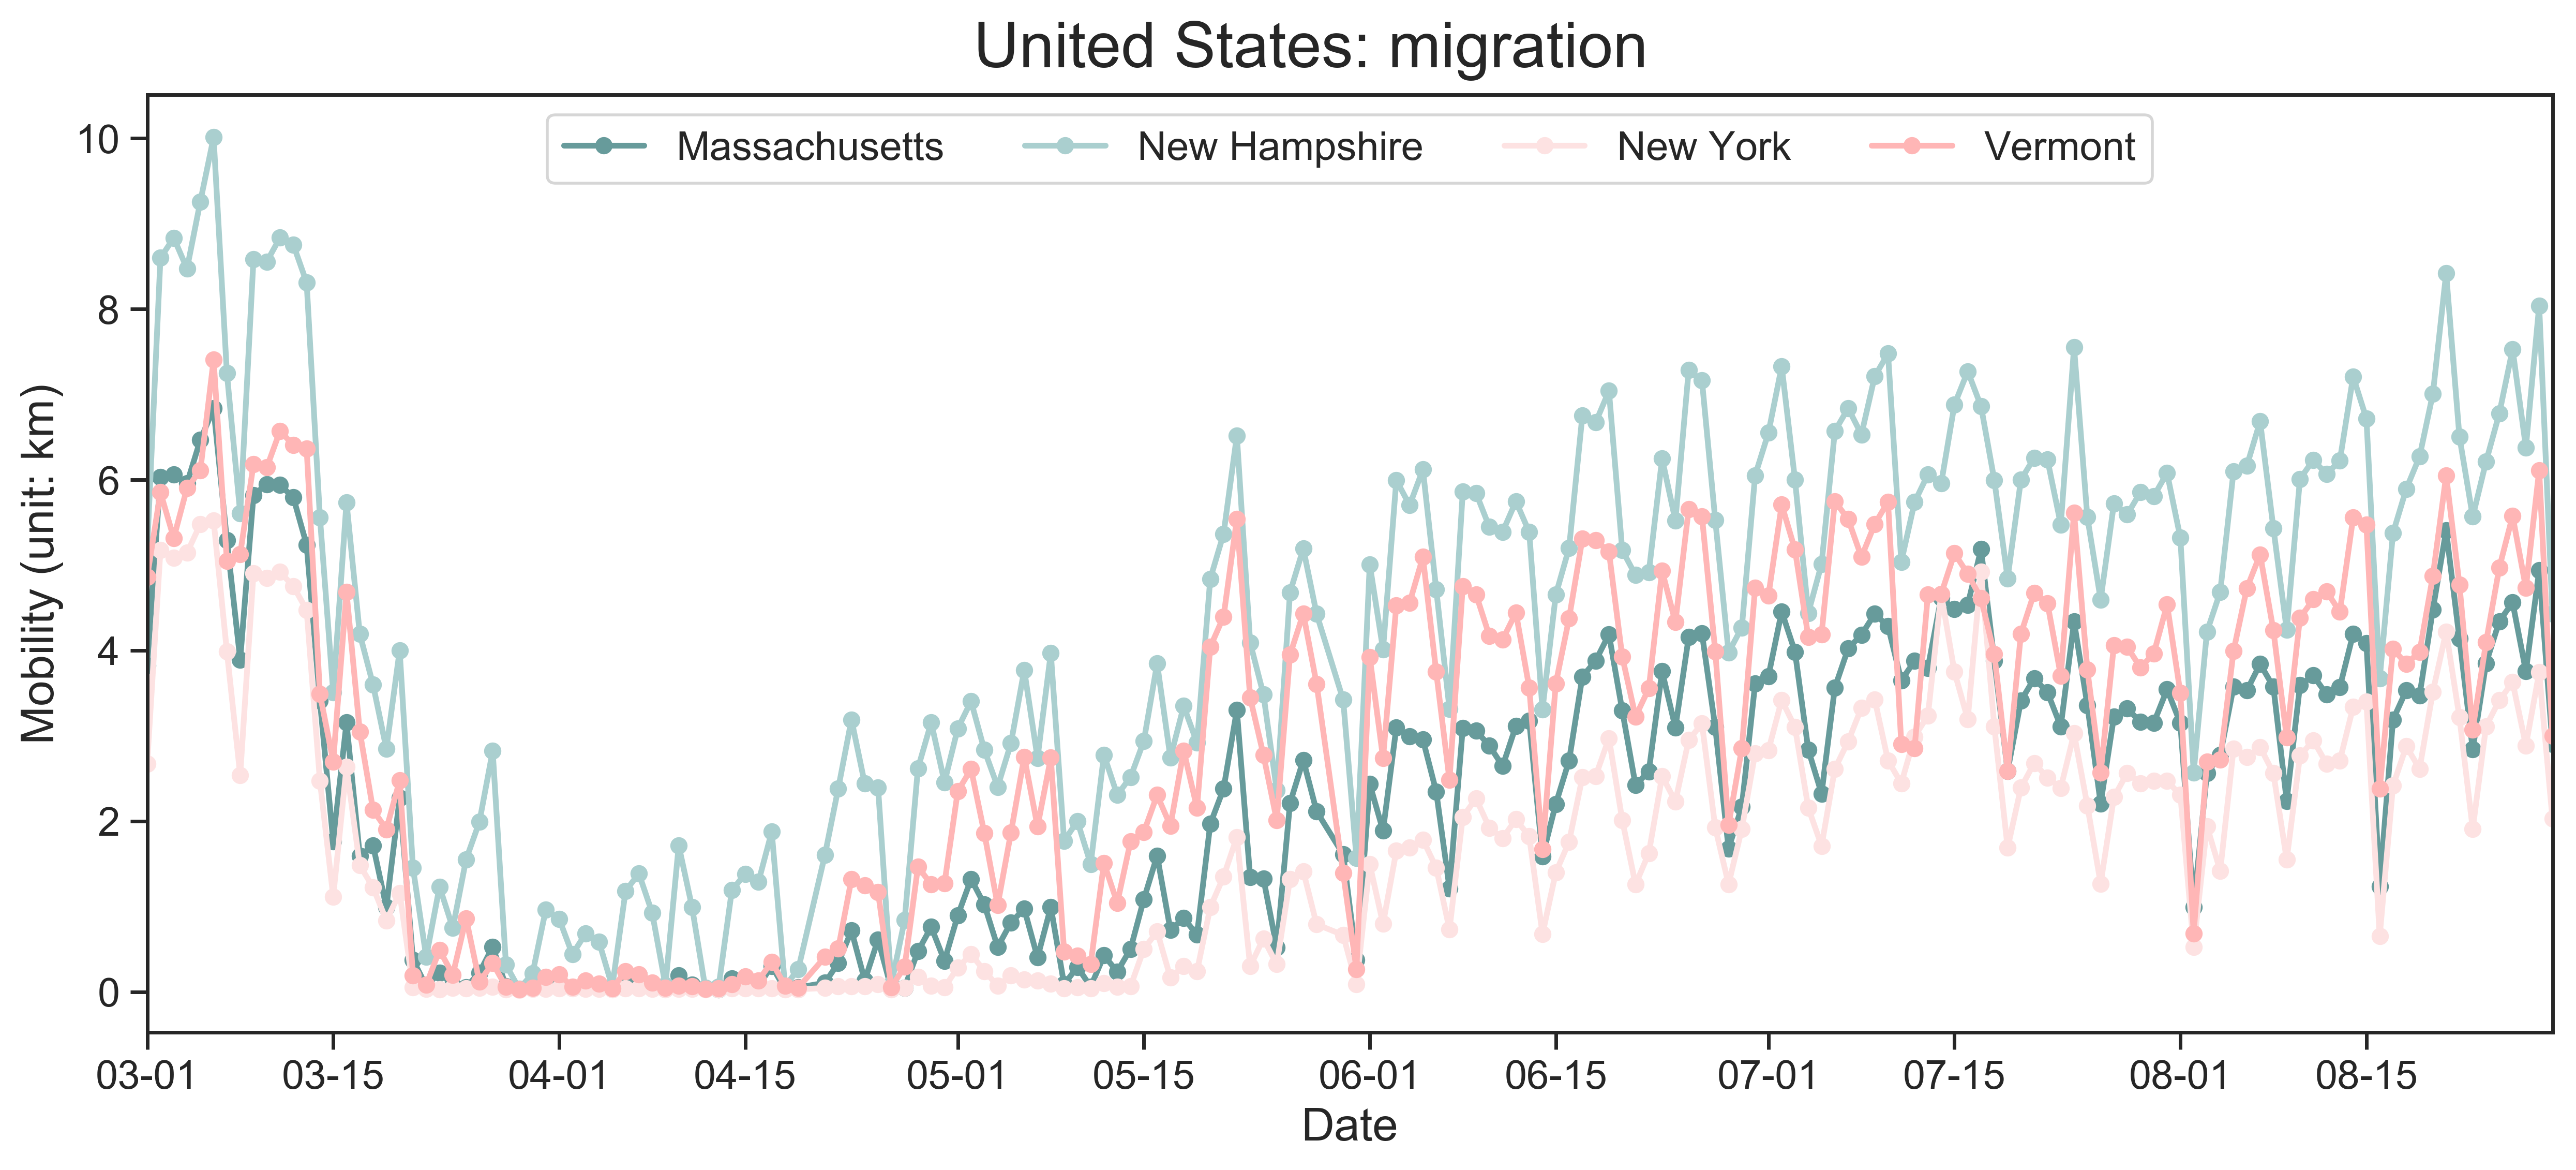 United States: migration
Massachusetts New Hampshire New York Vermont
Mobility (unit: km)
10
8
6
4
2
0
03-01 03-15 04-01 04-15 05-01 05-15 06-01 06-15 07-01 07-15 08-01 08-15
Date